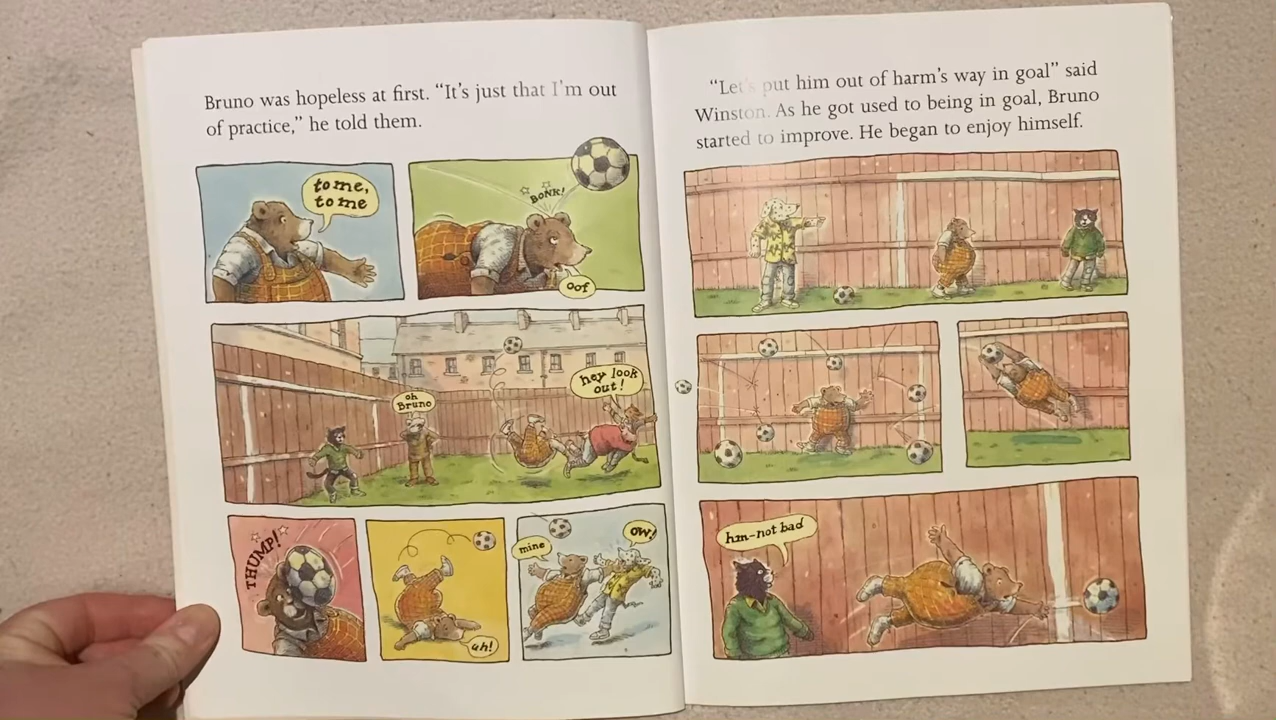 Bruno was hopeless at first. “It’s just that I’m out
of practice,” he told them.
to me,
to me
BONK!
oof
oh
Bruno
hey look
out!
THUMP!
uh!
mine
OW!
“Let’s put him out of harm’s way in goal” said
Winston. As he got used to being in goal, Bruno
started to improve. He began to enjoy himself.
hm-not bad